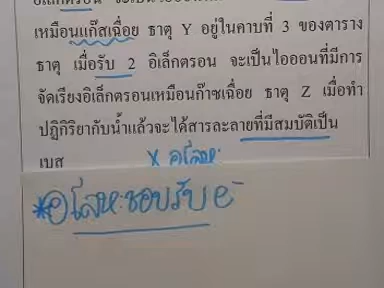 เหมือนแก๊สเฉื่อย ธาตุ Y อยู่ในคาบที่ 3 ของตาราง
ธาตุ เมื่อรับ 2 อิเล็กตรอน จะเป็นไอออนที่มีการ
จัดเรียงอิเล็กตรอนเหมือนก๊าซเฉื่อย ธาตุ Z เมื่อทำ
ปฏิกิริยากับน้ำแล้วจะได้สารละลายที่มีสมบัติเป็น
เบส
X อโลหะ
*อโลหะชอบรับ e⁻